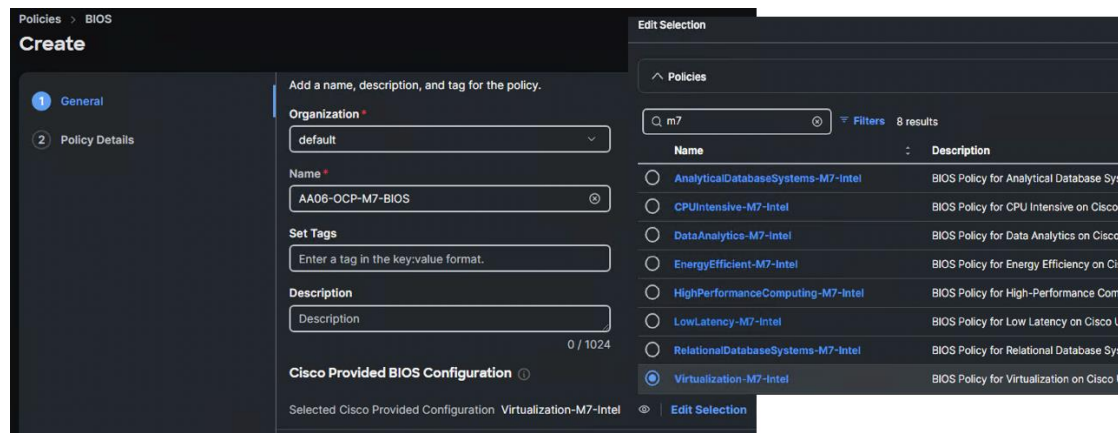 Policies > BIOS
Create
1 General
2 Policy Details
Add a name, description, and tag for the policy.
Organization *
default
Name *
AA06-OCP-M7-BIOS
Set Tags
Enter a tag in the key:value format.
Description
Description
0 / 1024
Cisco Provided BIOS Configuration
Selected Cisco Provided Configuration Virtualization-M7-Intel | Edit Selection
Edit Selection
Policies
m7 Filters 8 results
Name Description
AnalyticalDatabaseSystems-M7-Intel BIOS Policy for Analytical Database Sy
CPUIntensive-M7-Intel BIOS Policy for CPU Intensive on Cisco
DataAnalytics-M7-Intel BIOS Policy for Data Analytics on Cisco
EnergyEfficient-M7-Intel BIOS Policy for Energy Efficiency on Ci
HighPerformanceComputing-M7-Intel BIOS Policy for High-Performance Com
LowLatency-M7-Intel BIOS Policy for Low Latency on Cisco U
RelationalDatabaseSystems-M7-Intel BIOS Policy for Relational Database Sy
Virtualization-M7-Intel BIOS Policy for Virtualization on Cisco U